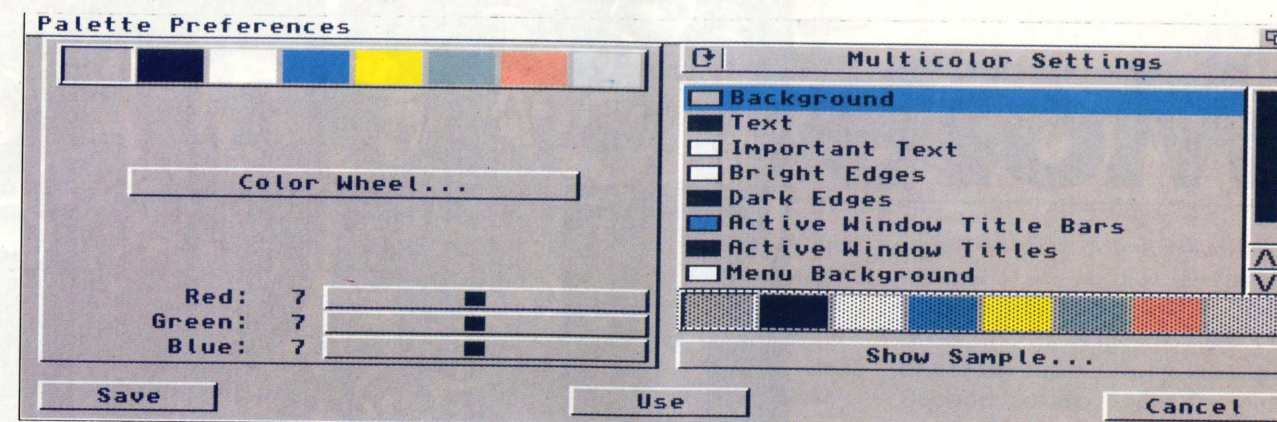 Palette Preferences
Color Wheel...
Red: 7
Green: 7
Blue: 7
Multicolor Settings
Background
Text
Important Text
Bright Edges
Dark Edges
Active Window Title Bars
Active Window Titles
Menu Background
Show Sample...
Save
Use
Cancel